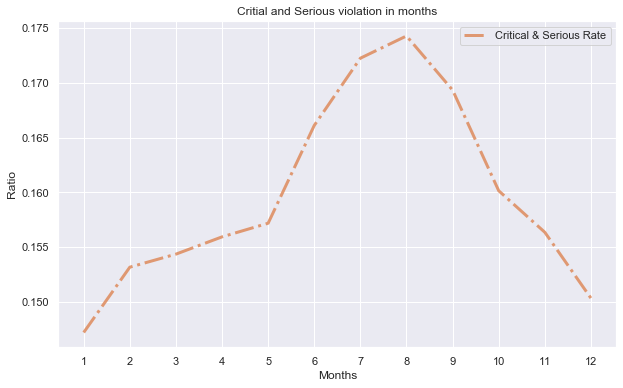 Critial and Serious violation in months
Critical & Serious Rate
0.175
0.170
0.165
0.160
0.155
0.150
Ratio
1 2 3 4 5 6 7 8 9 10 11 12
Months